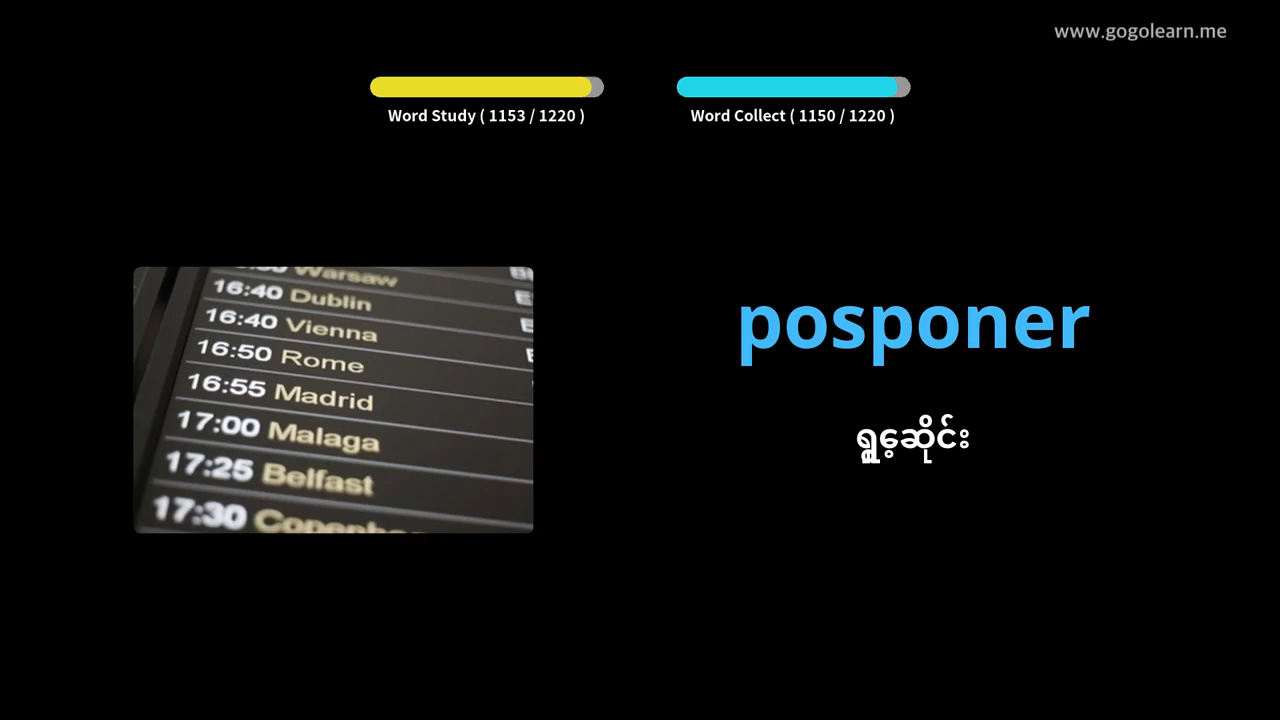 www.gogolearn.me
Word Study ( 1153 / 1220 )
Word Collect ( 1150 / 1220 )
Warsaw
16:40 Dublin
16:40 Vienna
16:50 Rome
16:55 Madrid
17:00 Malaga
17:25 Belfast
17:30
posponer
ရွှေ့ဆိုင်း